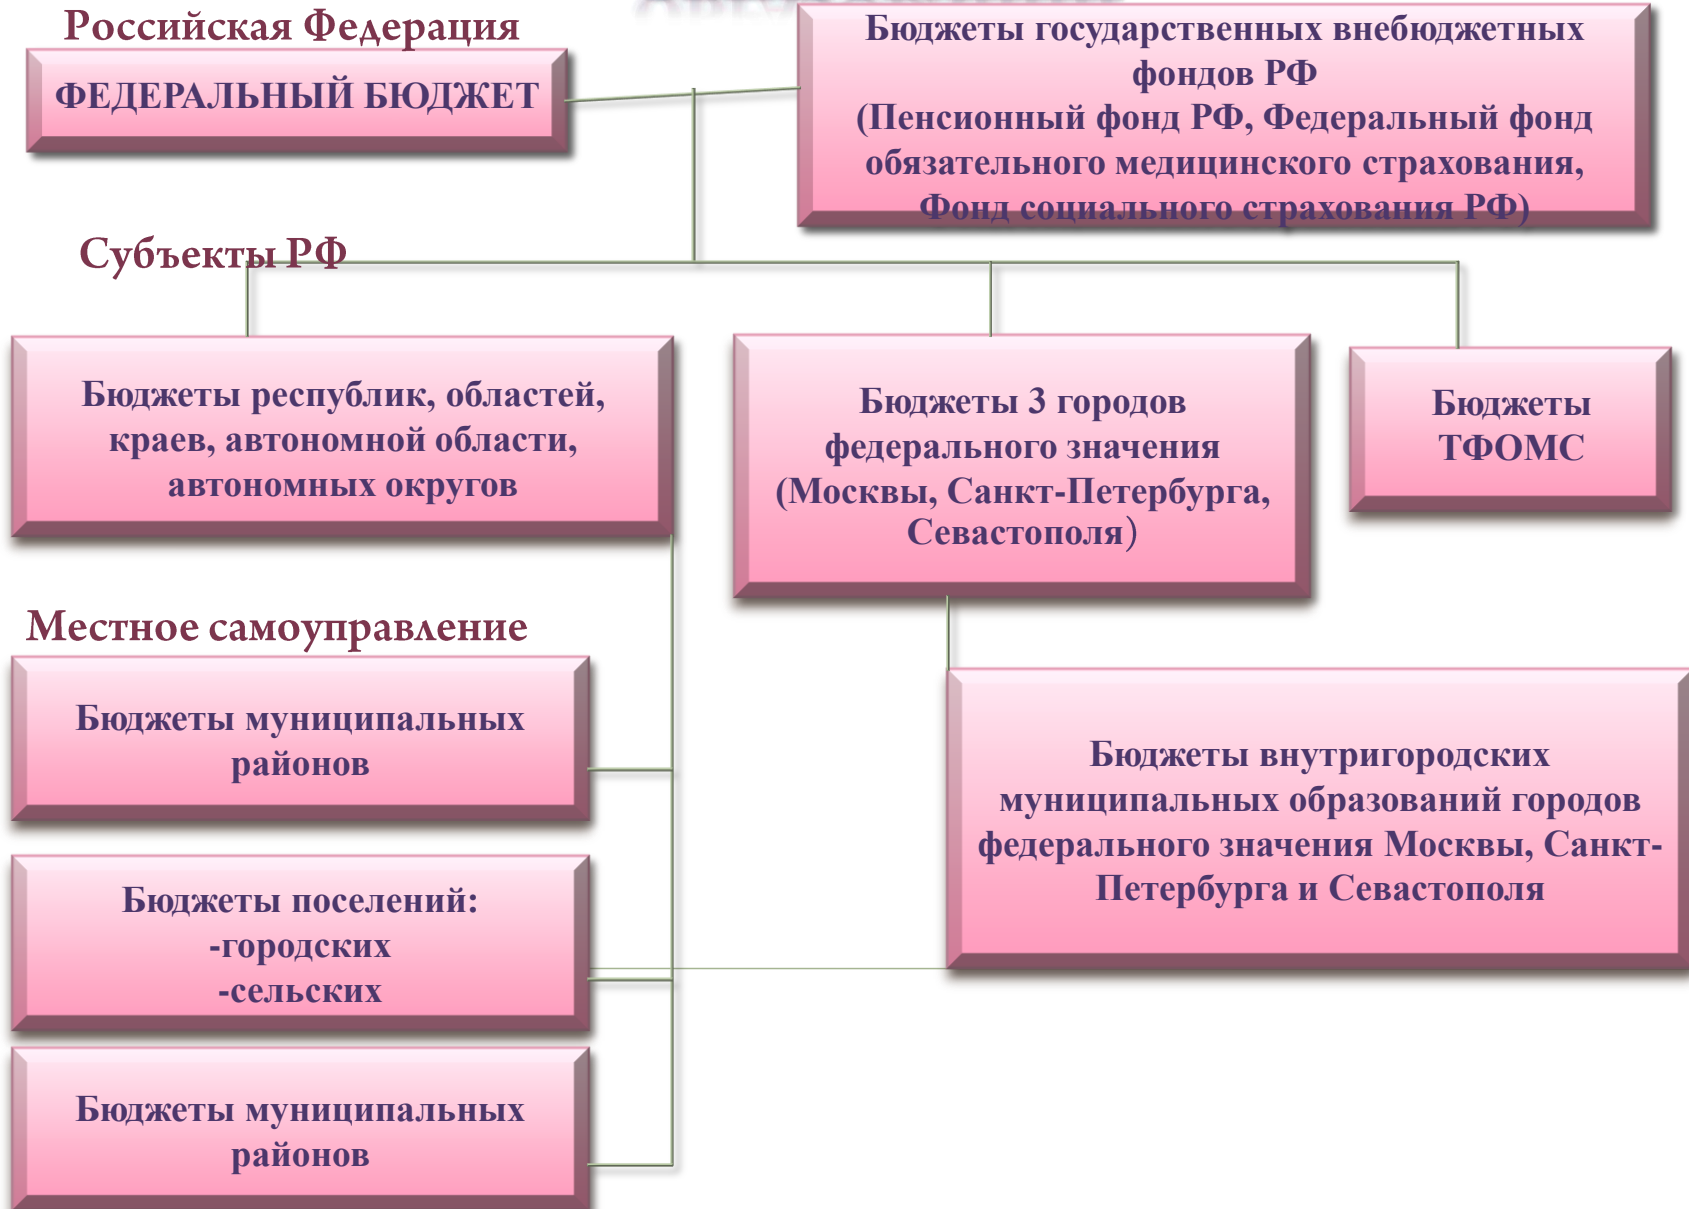 Российская Федерация
ФЕДЕРАЛЬНЫЙ БЮДЖЕТ
Бюджеты государственных внебюджетных
фондов РФ
(Пенсионный фонд РФ, Федеральный фонд
обязательного медицинского страхования,
Фонд социального страхования РФ)
Субъекты РФ
Бюджеты республик, областей,
краев, автономной области,
автономных округов
Бюджеты 3 городов
федерального значения
(Москвы, Санкт-Петербурга,
Севастополя)
Бюджеты
ТФОМС
Местное самоуправление
Бюджеты муниципальных
районов
Бюджеты внутригородских
муниципальных образований городов
федерального значения Москвы, Санкт-
Петербурга и Севастополя
Бюджеты поселений:
-городских
-сельских
Бюджеты муниципальных
районов